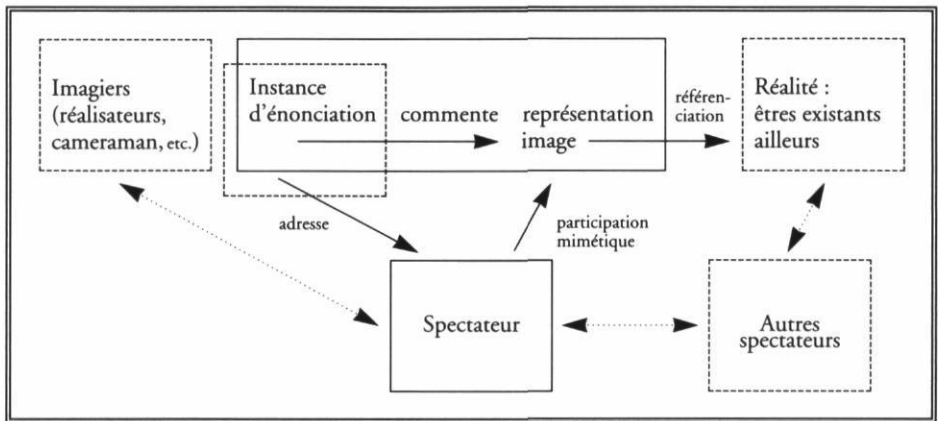 Imagiers
(réalisateurs,
cameraman, etc.)
Instance
d'énonciation
commente
représentation
image
référen-
ciation
Réalité :
êtres existants
ailleurs
adresse
participation
mimétique
Spectateur
Autres
spectateurs